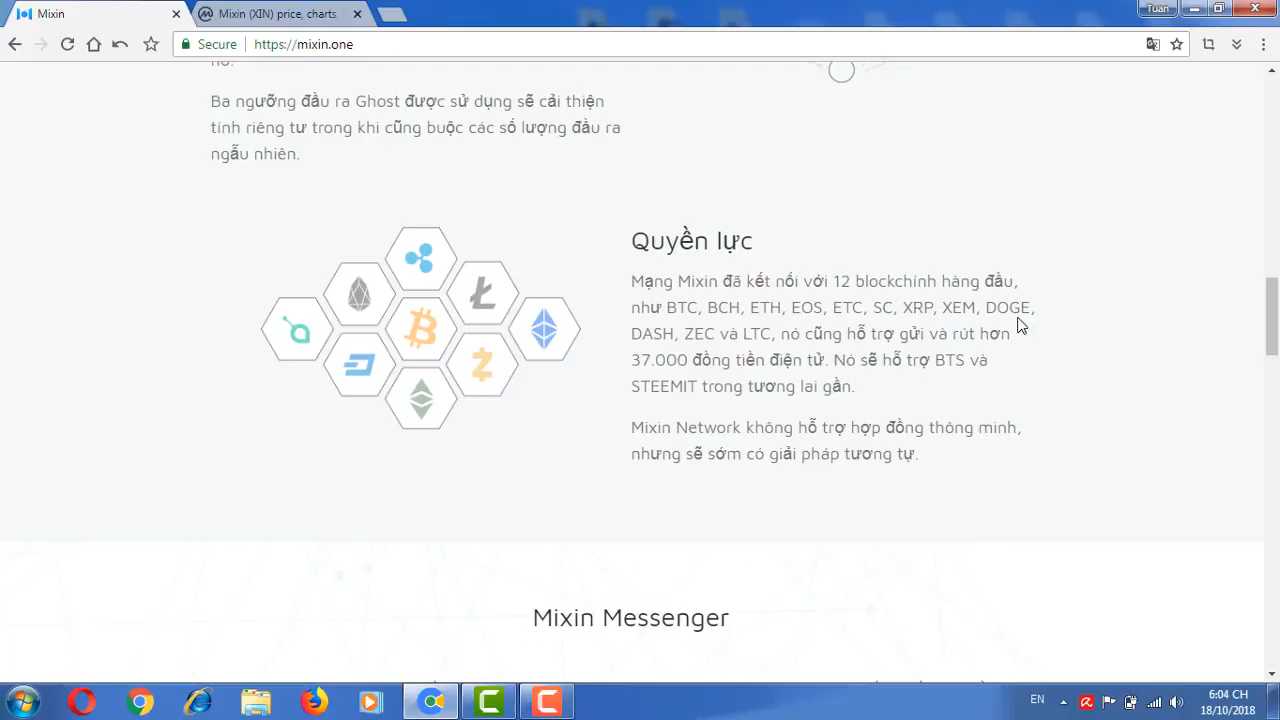 Mixin
Mixin (XIN) price, charts,
Tuan
Secure
https://mixin.one
nó.
Ba ngưỡng đầu ra Ghost được sử dụng sẽ cải thiện
tính riêng tư trong khi cũng buộc các số lượng đầu ra
ngẫu nhiên.
Quyền lực
Mạng Mixin đã kết nối với 12 blockchính hàng đầu,
như BTC, BCH, ETH, EOS, ETC, SC, XRP, XEM, DOGE,
DASH, ZEC và LTC, nó cũng hỗ trợ gửi và rút hơn
37.000 đồng tiền điện tử. Nó sẽ hỗ trợ BTS và
STEEMIT trong tương lai gần.
Mixin Network không hỗ trợ hợp đồng thông minh,
nhưng sẽ sớm có giải pháp tương tự.
Mixin Messenger
EN
6:04 CH
18/10/2018